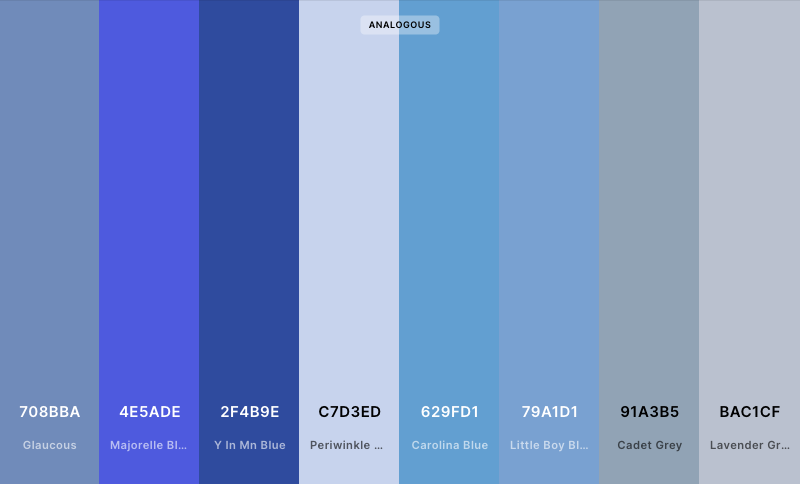 ANALOGOUS
708BBA
4E5ADE
2F4B9E
C7D3ED
629FD1
79A1D1
91A3B5
BAC1CF
Glaucous
Majorelle Bl...
Y In Mn Blue
Periwinkle ...
Carolina Blue
Little Boy Bl...
Cadet Grey
Lavender Gr...